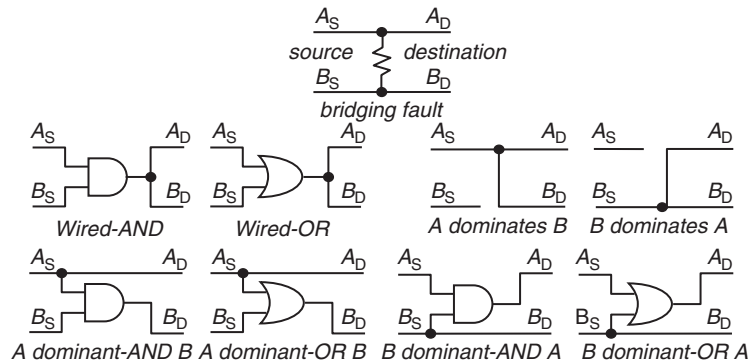 A_S A_D
source destination
B_S B_D
bridging fault
A_S A_D A_S A_D A_S A_D A_S A_D
B_S B_D B_S B_D B_S B_D B_S B_D
Wired-AND Wired-OR A dominates B B dominates A
A_S A_D A_S A_D A_S A_D A_S A_D
B_S B_D B_S B_D B_S B_D B_S B_D
A dominant-AND B A dominant-OR B B dominant-AND A B dominant-OR A